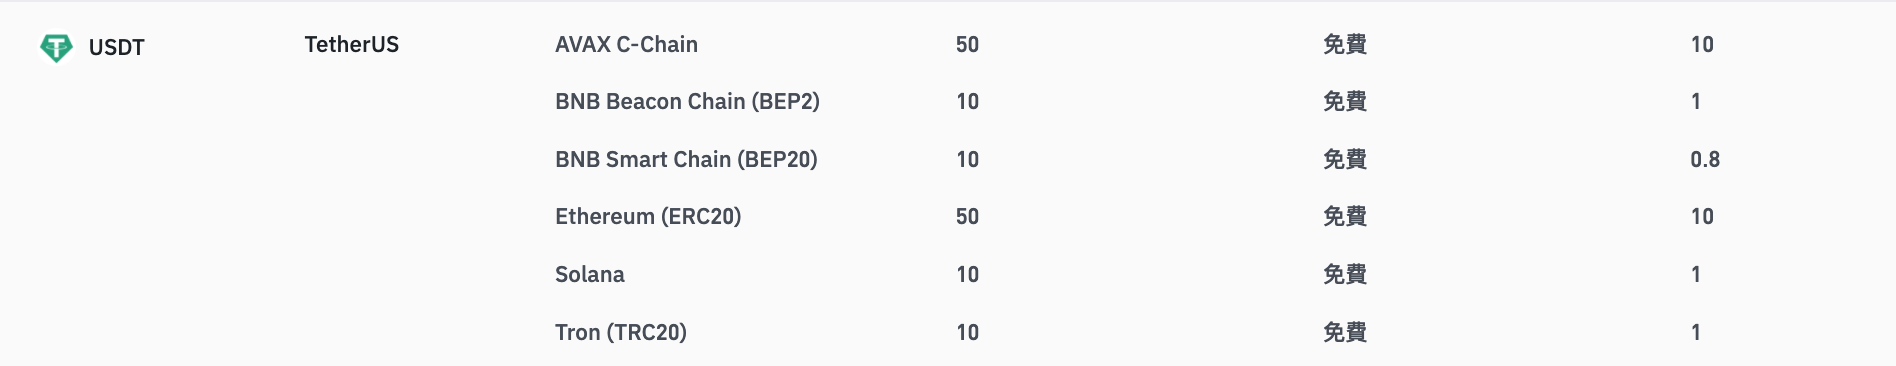 USDT TetherUS AVAX C-Chain 50 免費 10
BNB Beacon Chain (BEP2) 10 免費 1
BNB Smart Chain (BEP20) 10 免費 0.8
Ethereum (ERC20) 50 免費 10
Solana 10 免費 1
Tron (TRC20) 10 免費 1